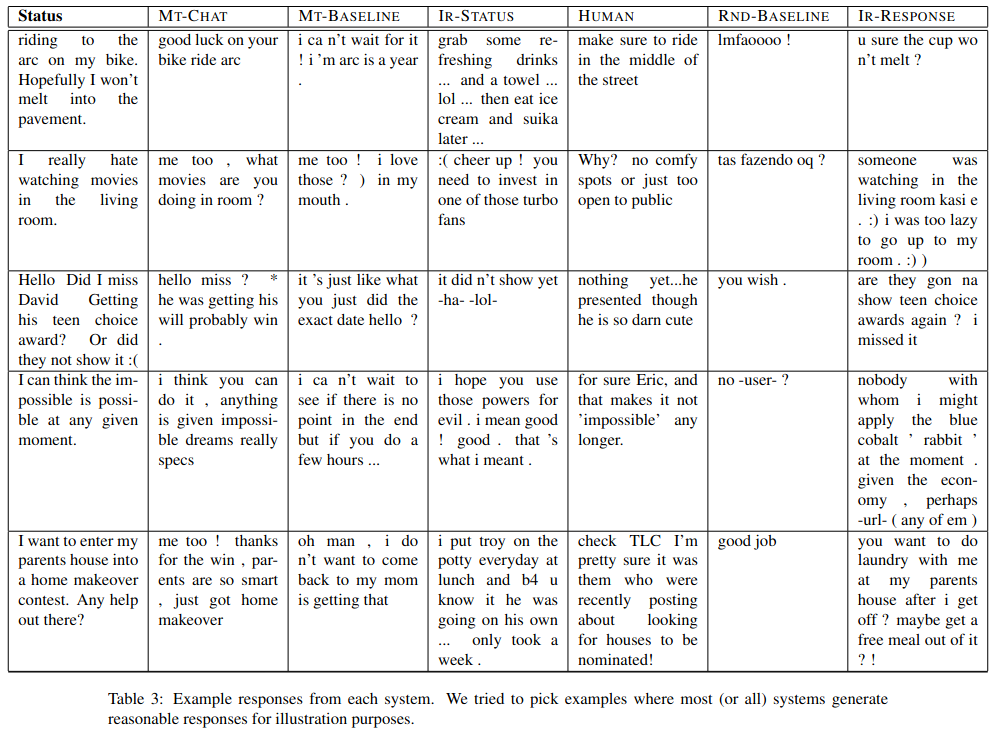 Status MT-CHAT MT-BASELINE IR-STATUS HUMAN RND-BASELINE IR-RESPONSE
riding to the
arc on my bike.
Hopefully I won't
melt into the
pavement.
good luck on your
bike ride arc
i ca n't wait for it
! i 'm arc is a year
.
grab some re-
freshing drinks
... and a towel ...
lol ... then eat ice
cream and suika
later ...
make sure to ride
in the middle of
the street
lmfaoooo !
u sure the cup wo
n't melt ?
I really hate
watching movies
in the living
room.
me too , what
movies are you
doing in room ?
me too ! i love
those ? ) in my
mouth .
:( cheer up ! you
need to invest in
one of those turbo
fans
Why? no comfy
spots or just too
open to public
tas fazendo oq ?
someone was
watching in the
living room kasi e
. :) i was too lazy
to go up to my
room . :) )
Hello Did I miss
David Getting
his teen choice
award? Or did
they not show it :(
hello miss ? *
he was getting his
will probably win
.
it 's just like what
you just did the
exact date hello ?
it did n't show yet
-ha- -lol-
nothing yet...he
presented though
he is so darn cute
you wish .
are they gon na
show teen choice
awards again ? i
missed it
I can think the im-
possible is possi-
ble at any given
moment.
i think you can
do it , anything
is given impossi-
ble dreams really
specs
i ca n't wait to
see if there is no
point in the end
but if you do a
few hours ...
i hope you use
those powers for
evil . i mean good
! good . that 's
what i meant .
for sure Eric, and
that makes it not
'impossible' any
longer.
no -user- ?
nobody with
whom i might
apply the blue
cobalt ' rabbit '
at the moment .
given the econ-
omy , perhaps
-url- ( any of em )
I want to enter my
parents house into
a home makeover
contest. Any help
out there?
me too ! thanks
for the win , par-
ents are so smart
, just got home
makeover
oh man , i do
n't want to come
back to my mom
is getting that
i put troy on the
potty everyday at
lunch and b4 u
know it he was
going on his own
... only took a
week .
check TLC I'm
pretty sure it was
them who were
recently posting
about looking
for houses to be
nominated!
good job
you want to do
laundry with me
at my parents
house after i get
off ? maybe get a
free meal out of it
? !
Table 3: Example responses from each system. We tried to pick examples where most (or all) systems generate
reasonable responses for illustration purposes.